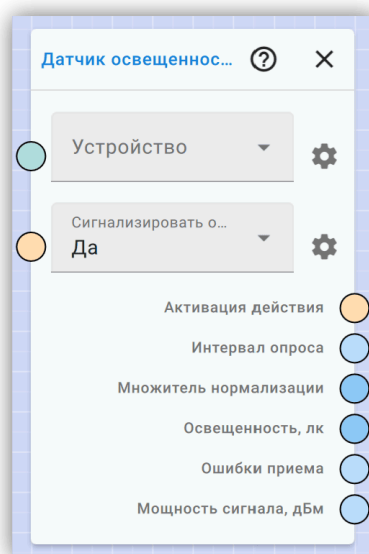 Датчик освещеннос...
Устройство
Сигнализировать о...
Да
Активация действия
Интервал опроса
Множитель нормализации
Освещенность, лк
Ошибки приема
Мощность сигнала, дБм